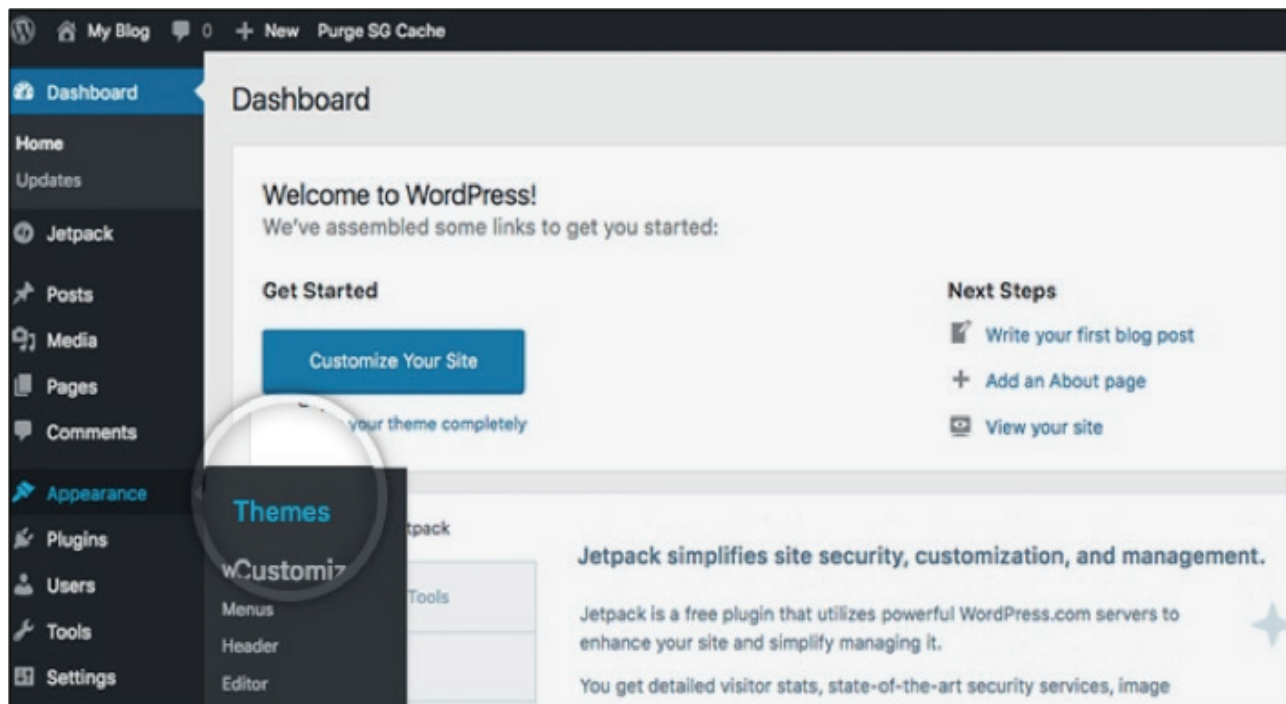 My Blog 0 + New Purge SG Cache
Dashboard
Home
Updates
Jetpack
Posts
Media
Pages
Comments
Appearance
Plugins
Users
Tools
Settings
Themes
Customiz
Menus
Header
Editor
Dashboard
Welcome to WordPress!
We've assembled some links to get you started:
Get Started
Customize Your Site
your theme completely
Next Steps
Write your first blog post
Add an About page
View your site
tpack
Tools
Jetpack simplifies site security, customization, and management.
Jetpack is a free plugin that utilizes powerful WordPress.com servers to
enhance your site and simplify managing it.
You get detailed visitor stats, state-of-the-art security services, image